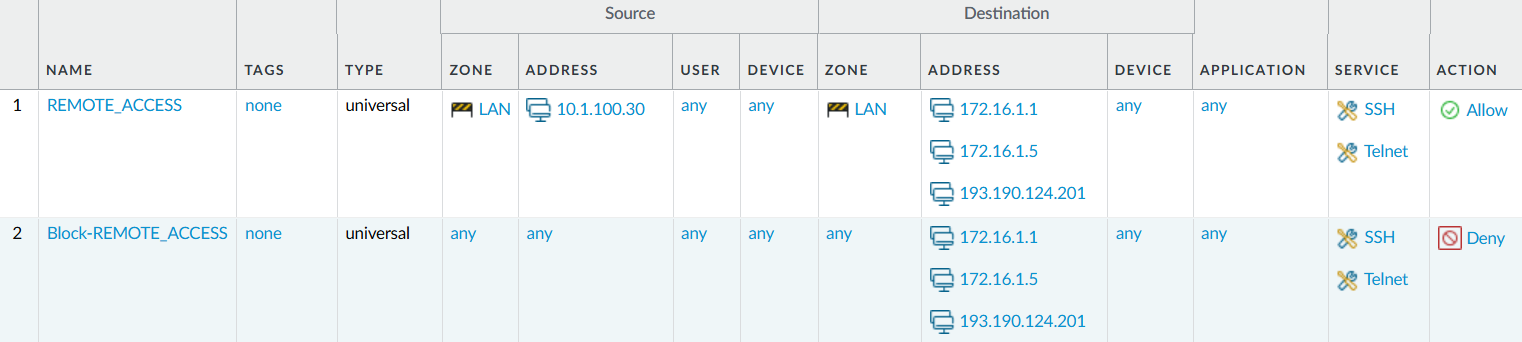 Source Destination
NAME TAGS TYPE ZONE ADDRESS USER DEVICE ZONE ADDRESS DEVICE APPLICATION SERVICE ACTION
1 REMOTE_ACCESS none universal LAN 10.1.100.30 any any LAN 172.16.1.1 any any SSH Allow
172.16.1.5 Telnet
193.190.124.201
2 Block-REMOTE_ACCESS none universal any any any any any 172.16.1.1 any any SSH Deny
172.16.1.5 Telnet
193.190.124.201